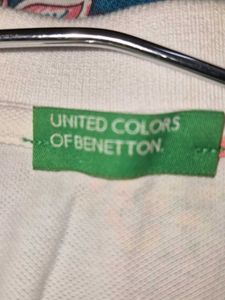 UNITED COLORS
OF BENETTON.